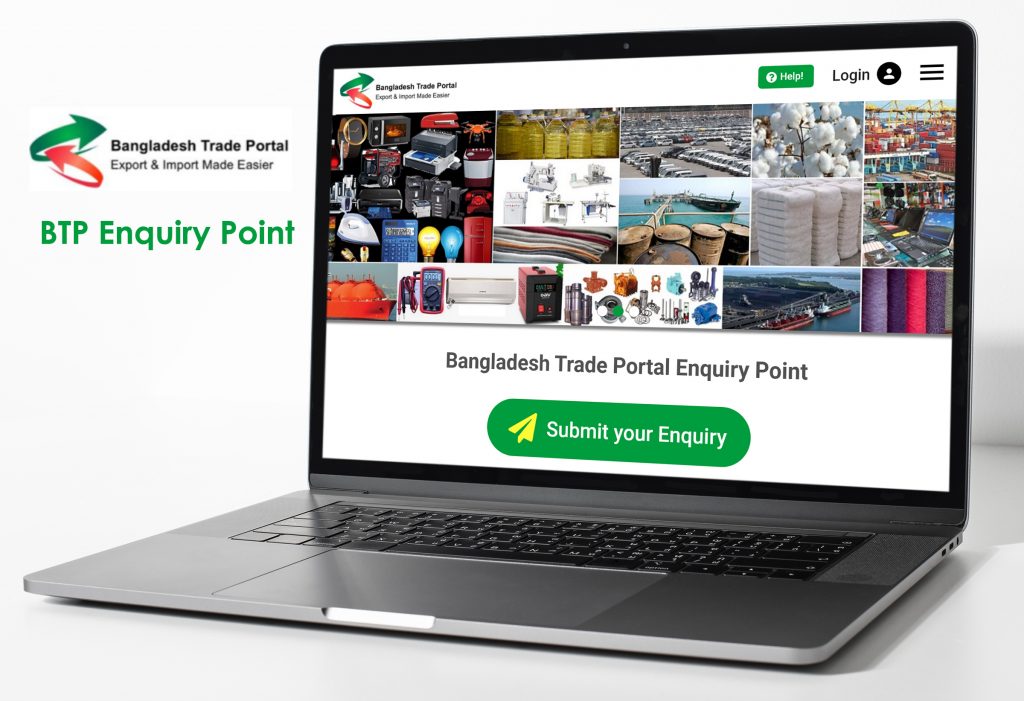 Bangladesh Trade Portal
Export & Import Made Easier
BTP Enquiry Point
Bangladesh Trade Portal
Export & Import Made Easier
? Help!
Login
Bangladesh Trade Portal Enquiry Point
Submit your Enquiry
option